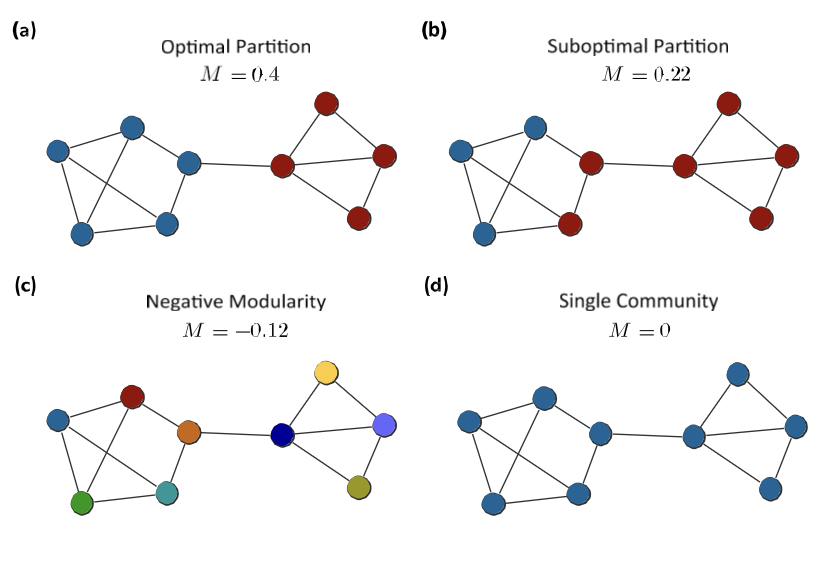 (a)
Optimal Partition
M = 0.4
(b)
Suboptimal Partition
M = 0.22
(c)
Negative Modularity
M = −0.12
(d)
Single Community
M = 0